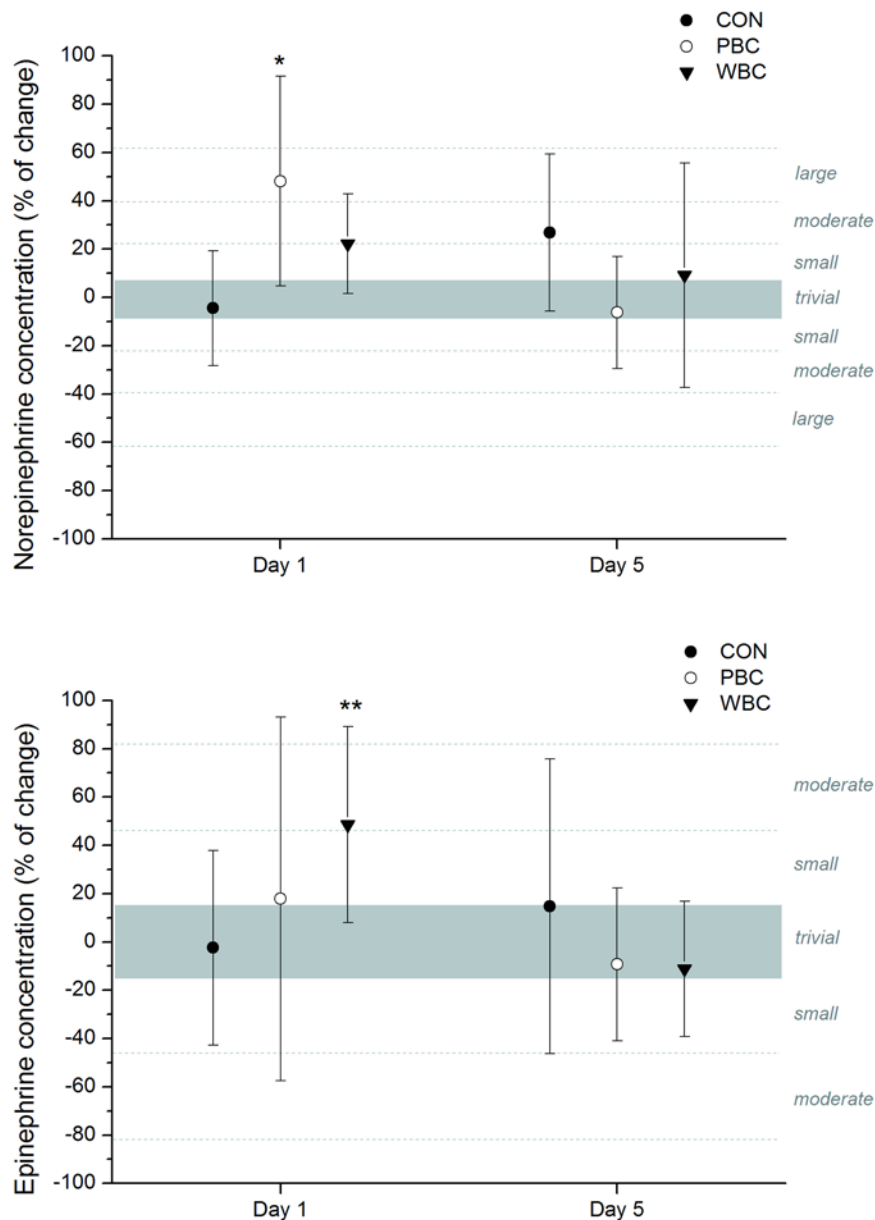 CON
PBC
WBC
Norepinephrine concentration (% of change)
100
80
60
40
20
0
-20
-40
-60
-80
-100
*
large
moderate
small
trivial
small
moderate
large
Day 1
Day 5
CON
PBC
WBC
Epinephrine concentration (% of change)
100
80
60
40
20
0
-20
-40
-60
-80
-100
**
moderate
small
trivial
small
moderate
Day 1
Day 5